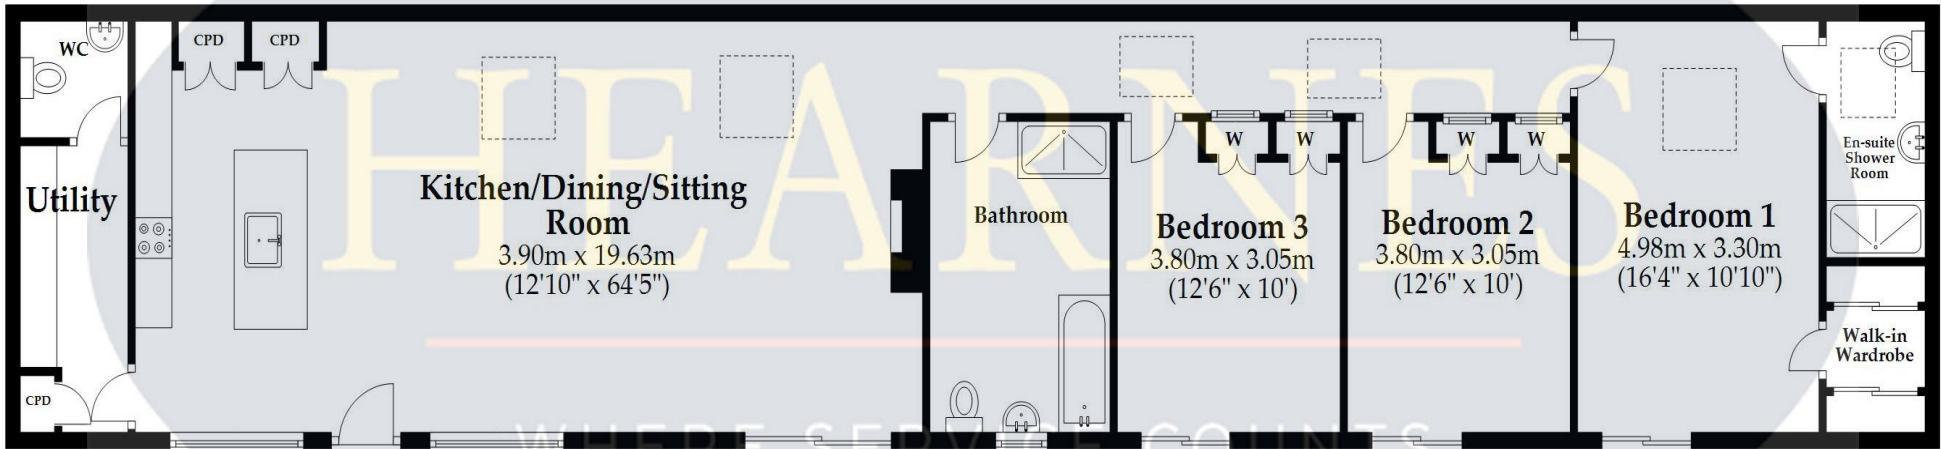 WC
CPD
CPD
Utility
CPD
Kitchen/Dining/Sitting
Room
3.90m x 19.63m
(12'10" x 64'5")
Bathroom
W
W
Bedroom 3
3.80m x 3.05m
(12'6" x 10')
W
W
Bedroom 2
3.80m x 3.05m
(12'6" x 10')
Bedroom 1
4.98m x 3.30m
(16'4" x 10'10")
En-suite
Shower
Room
Walk-in
Wardrobe
HEARNES
WHERE SERVICE COUNTS